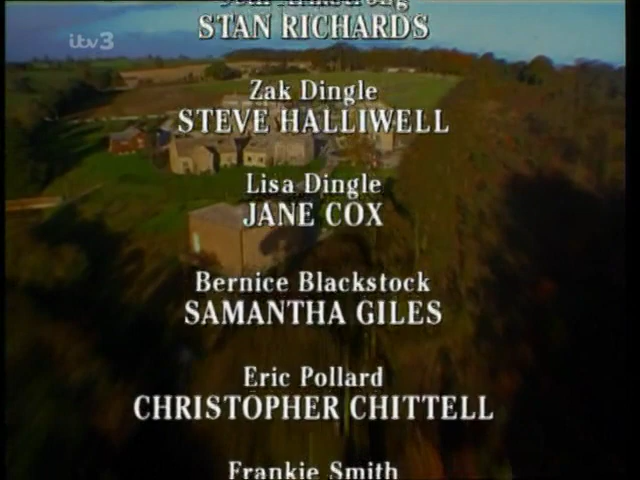 itv3
STAN RICHARDS
Zak Dingle
STEVE HALLIWELL
Lisa Dingle
JANE COX
Bernice Blackstock
SAMANTHA GILES
Eric Pollard
CHRISTOPHER CHITTELL
Frankie Smith